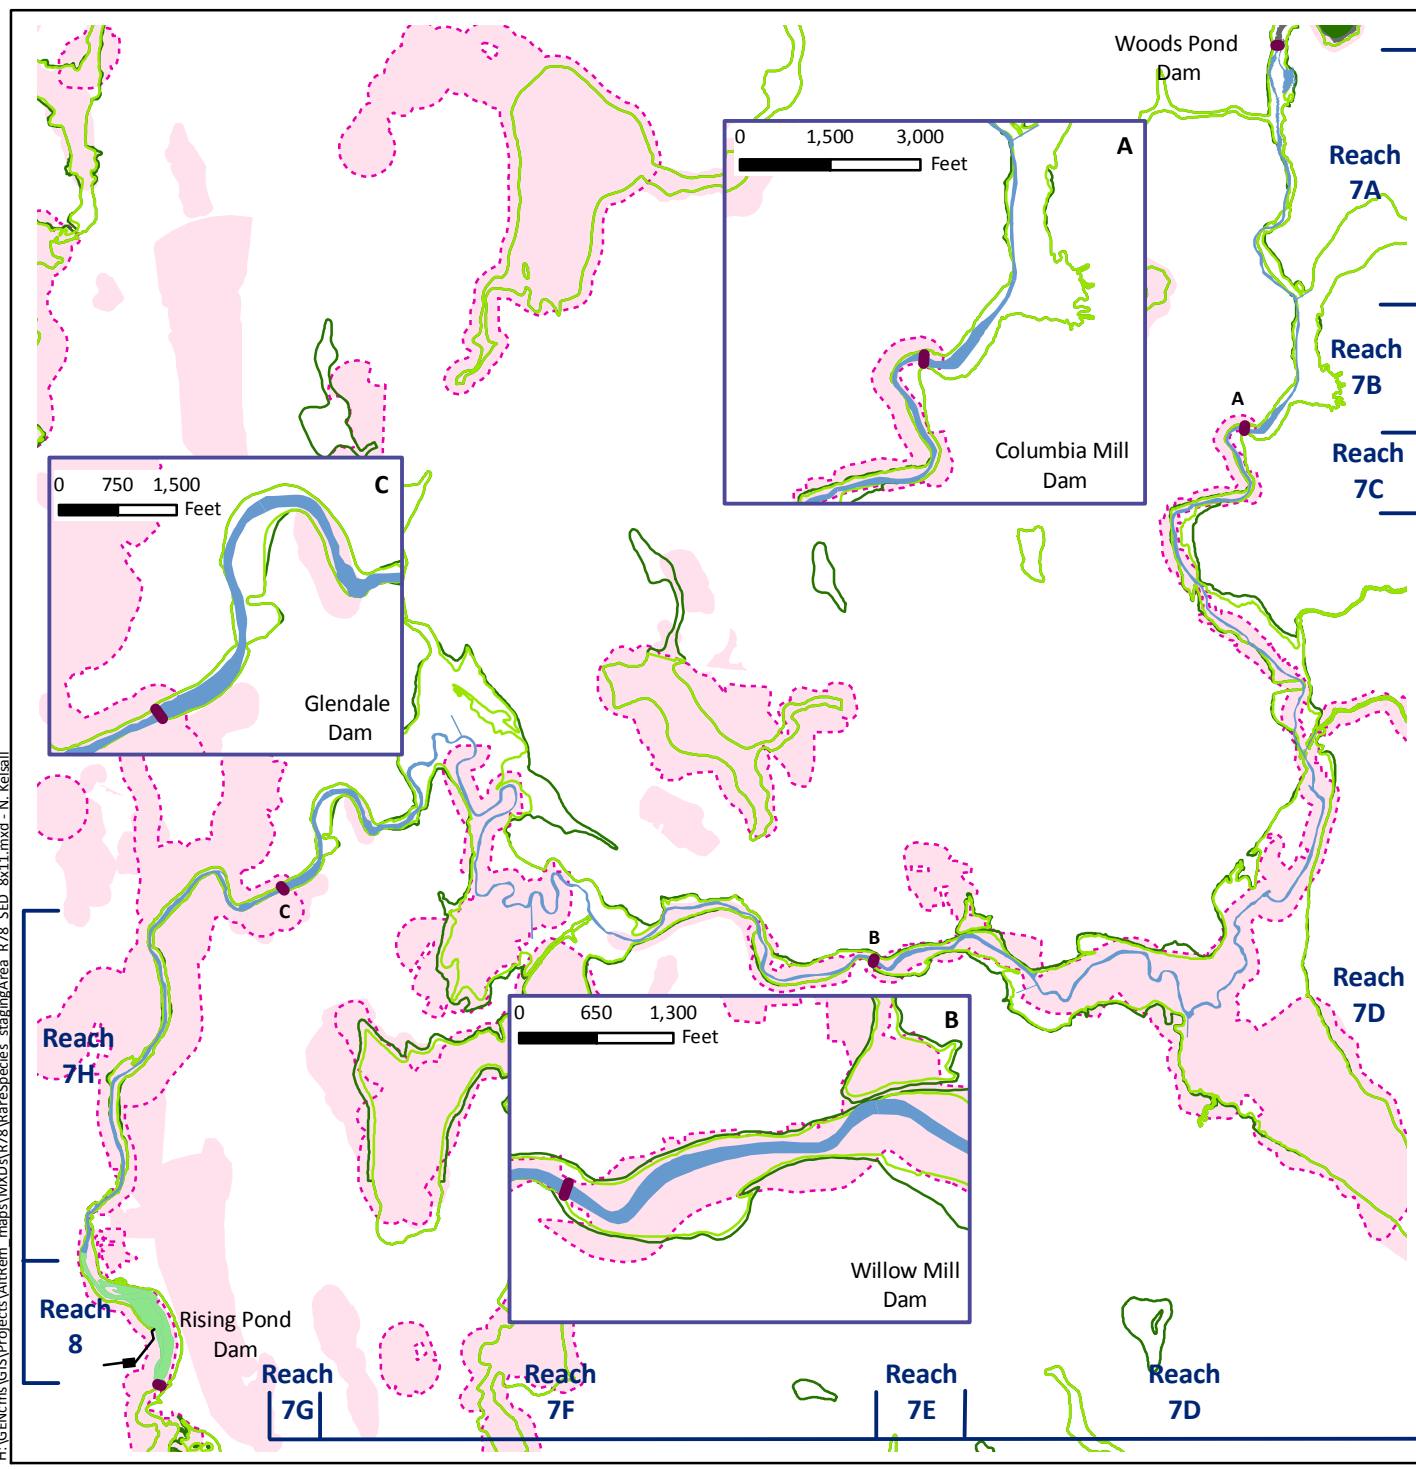 Woods Pond
Dam
0 1,500 3,000
Feet
A
Columbia Mill
Dam
Reach
7A
Reach
7B
A
Reach
7C
0 750 1,500
Feet
C
Glendale
Dam
C
B
Reach
7D
0 650 1,300
Feet
B
Willow Mill
Dam
Reach
7H
Reach
8
Rising Pond
Dam
Reach
7G
Reach
7F
Reach
7E
Reach
7D